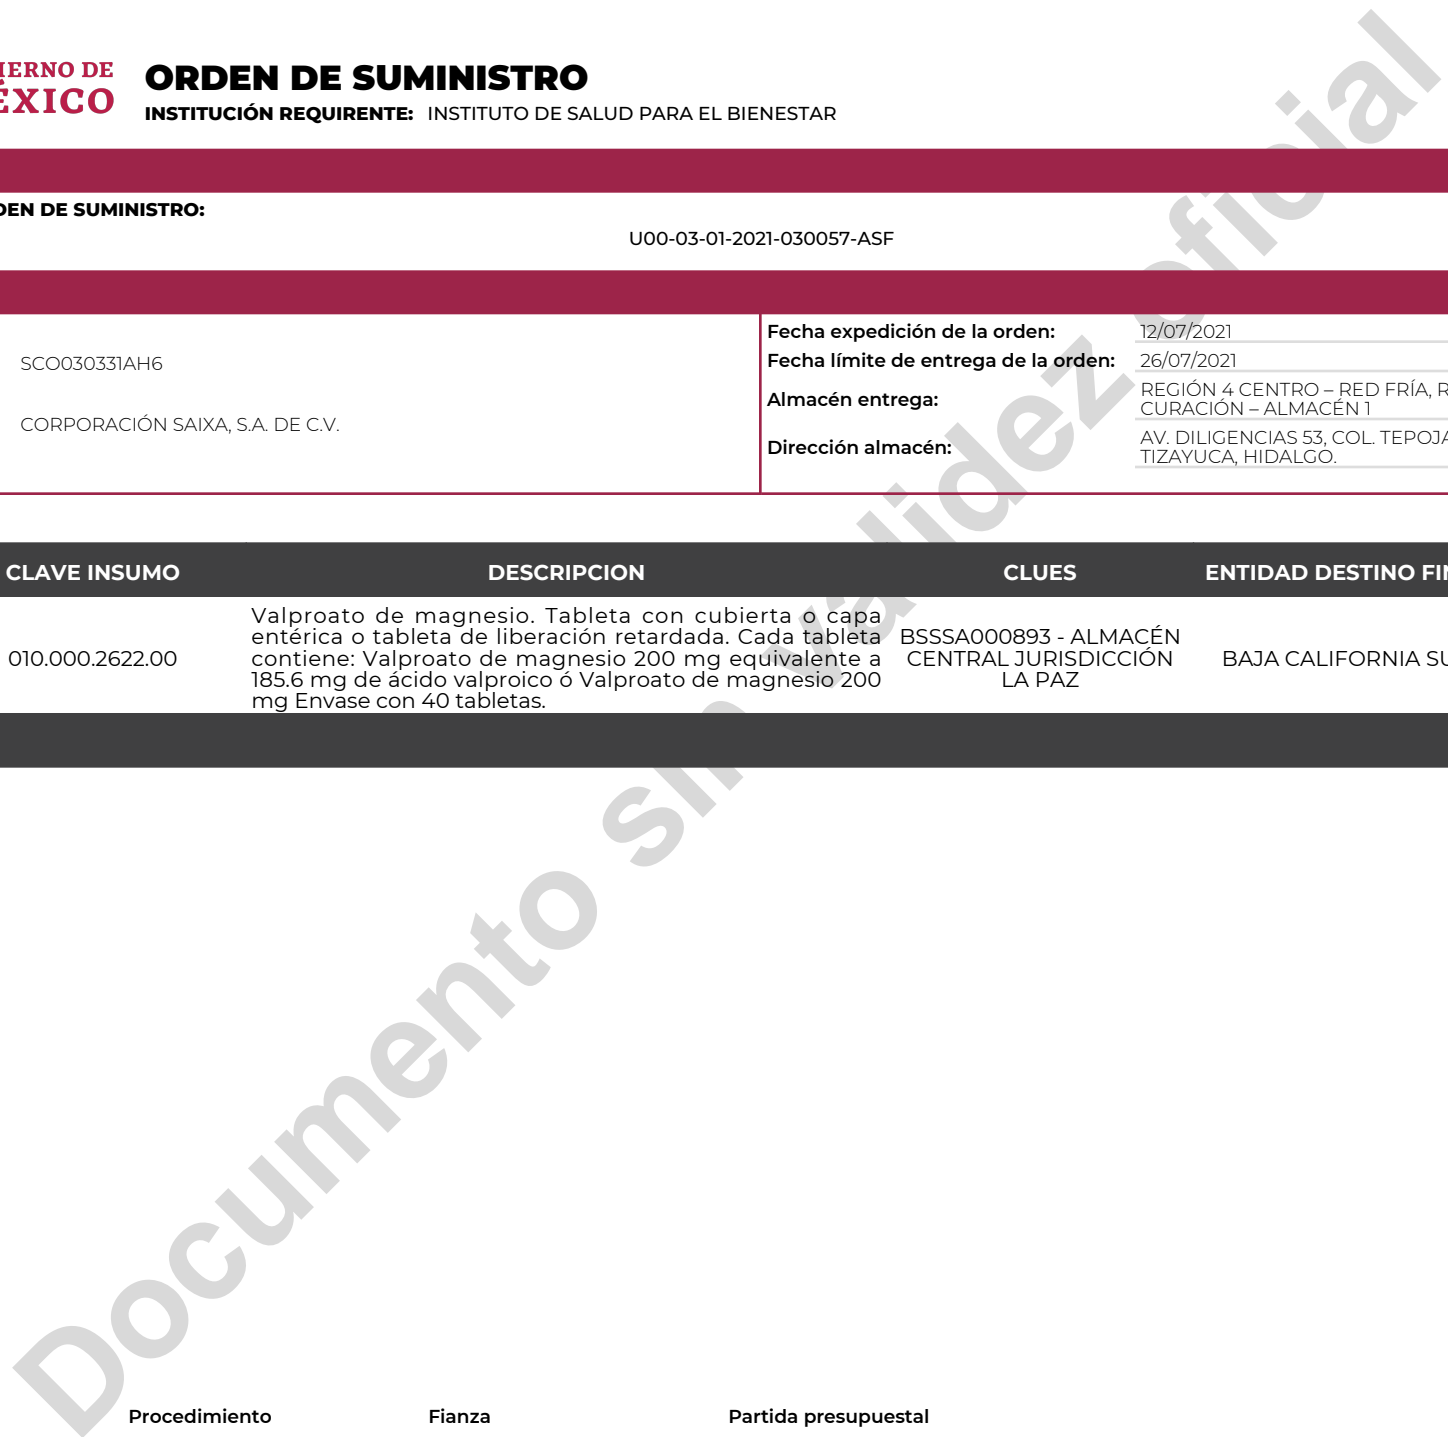 IERNO DE
ÉXICO
ORDEN DE SUMINISTRO
INSTITUCIÓN REQUIRENTE: INSTITUTO DE SALUD PARA EL BIENESTAR
DEN DE SUMINISTRO:
U00-03-01-2021-030057-ASF
SCO030331AH6
CORPORACIÓN SAIXA, S.A. DE C.V.
Fecha expedición de la orden: 12/07/2021
Fecha límite de entrega de la orden: 26/07/2021
Almacén entrega: REGIÓN 4 CENTRO – RED FRÍA, R
CURACIÓN – ALMACÉN 1
Dirección almacén: AV. DILIGENCIAS 53, COL. TEPOJA
TIZAYUCA, HIDALGO.
CLAVE INSUMO DESCRIPCION CLUES ENTIDAD DESTINO FIN
010.000.2622.00
Valproato de magnesio. Tableta con cubierta o capa
entérica o tableta de liberación retardada. Cada tableta
contiene: Valproato de magnesio 200 mg equivalente a
185.6 mg de ácido valproico ó Valproato de magnesio 200
mg Envase con 40 tabletas.
BSSSA000893 - ALMACÉN
CENTRAL JURISDICCIÓN
LA PAZ
BAJA CALIFORNIA SU
Documento sin validez oficial
Procedimiento Fianza Partida presupuestal